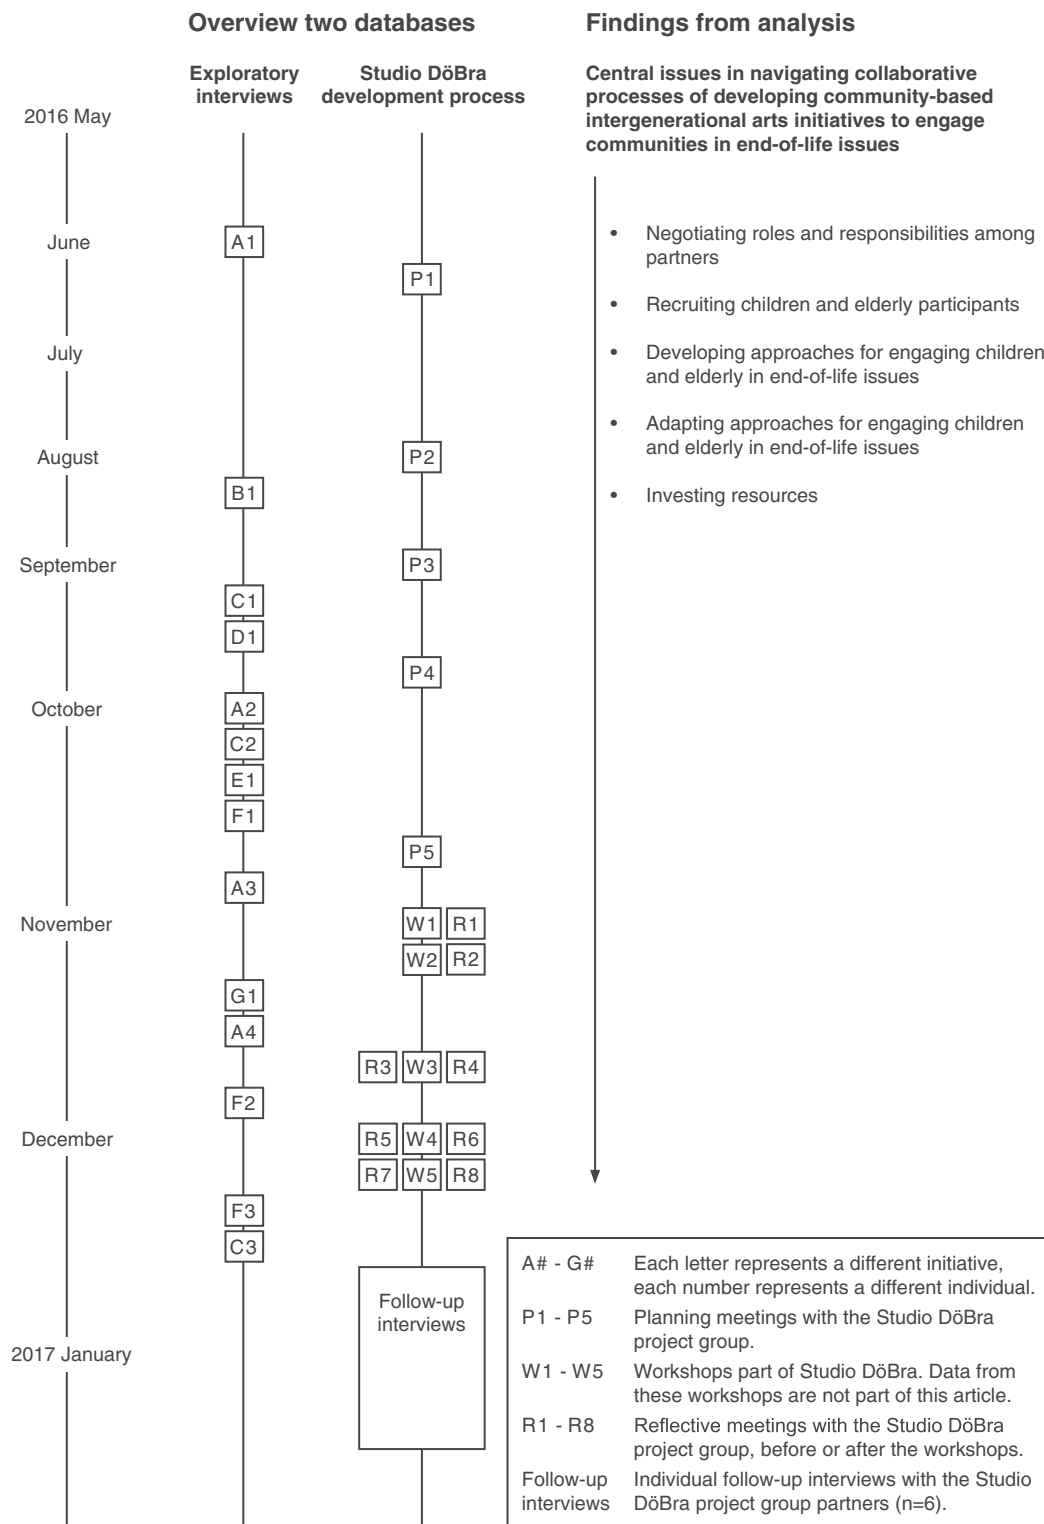 Overview two databases
Findings from analysis
Exploratory
interviews
Studio DöBra
development process
Central issues in navigating collaborative
processes of developing community-based
intergenerational arts initiatives to engage
communities in end-of-life issues
2016 May
June
July
August
September
October
November
December
2017 January
A1
B1
C1
D1
A2
C2
E1
F1
A3
G1
A4
F2
F3
C3
P1
P2
P3
P4
P5
W1 R1
W2 R2
R3 W3 R4
R5 W4 R6
R7 W5 R8
Follow-up
interviews
• Negotiating roles and responsibilities among
partners
• Recruiting children and elderly participants
• Developing approaches for engaging children
and elderly in end-of-life issues
• Adapting approaches for engaging children
and elderly in end-of-life issues
• Investing resources
A# - G# Each letter represents a different initiative,
each number represents a different individual.
P1 - P5 Planning meetings with the Studio DöBra
project group.
W1 - W5 Workshops part of Studio DöBra. Data from
these workshops are not part of this article.
R1 - R8 Reflective meetings with the Studio DöBra
project group, before or after the workshops.
Follow-up Individual follow-up interviews with the Studio
interviews DöBra project group partners (n=6).